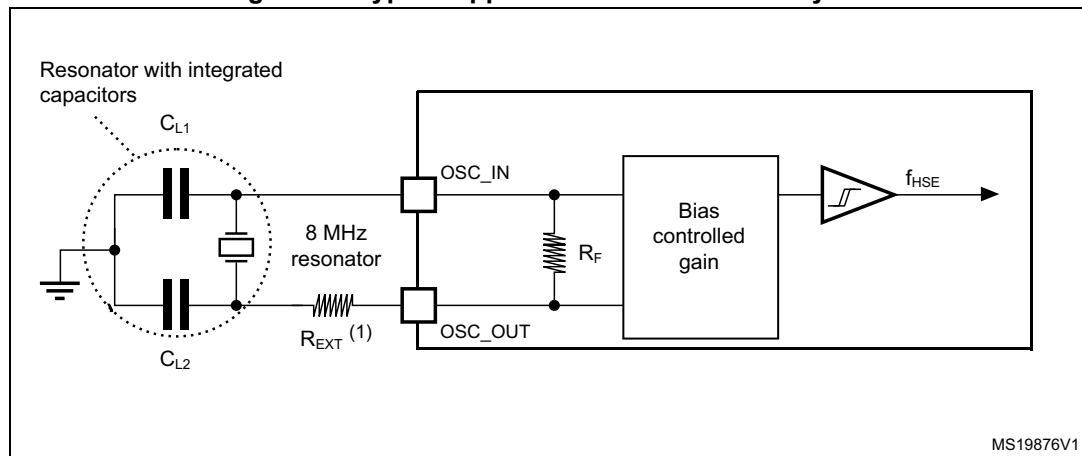 Resonator with integrated
capacitors
CL1
OSC_IN
fHSE
Bias
controlled
gain
8 MHz
resonator
RF
REXT (1)
OSC_OUT
CL2
MS19876V1